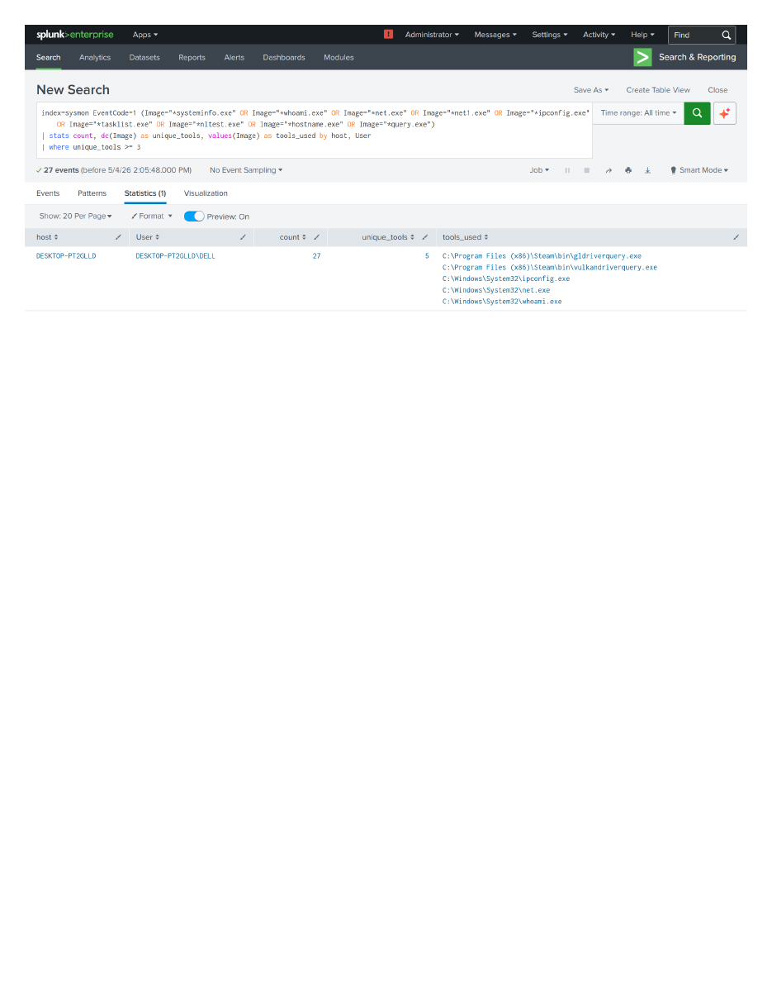 splunk>enterprise Apps ! Administrator Messages Settings Activity Help Find
Search Analytics Datasets Reports Alerts Dashboards Modules > Search & Reporting
New Search Save As Create Table View Close
index=sysmon EventCode=1 (Image="*systeminfo.exe" OR Image="*whoami.exe" OR Image="*net.exe" OR Image="*net1.exe" OR Image="*ipconfig.exe" Time range: All time
OR Image="*tasklist.exe" OR Image="*nltest.exe" OR Image="*hostname.exe" OR Image="*query.exe")
| stats count, dc(Image) as unique_tools, values(Image) as tools_used by host, User
| where unique_tools >= 3
✓ 27 events (before 5/4/26 2:05:48.000 PM) No Event Sampling Job Smart Mode
Events Patterns Statistics (1) Visualization
Show: 20 Per Page Format Preview: On
host User count unique_tools tools_used
DESKTOP-PT2GLLD DESKTOP-PT2GLLD\DELL 27 5 C:\Program Files (x86)\Steam\bin\gldriverquery.exe
C:\Program Files (x86)\Steam\bin\vulkandriverquery.exe
C:\Windows\System32\ipconfig.exe
C:\Windows\System32\net.exe
C:\Windows\System32\whoami.exe